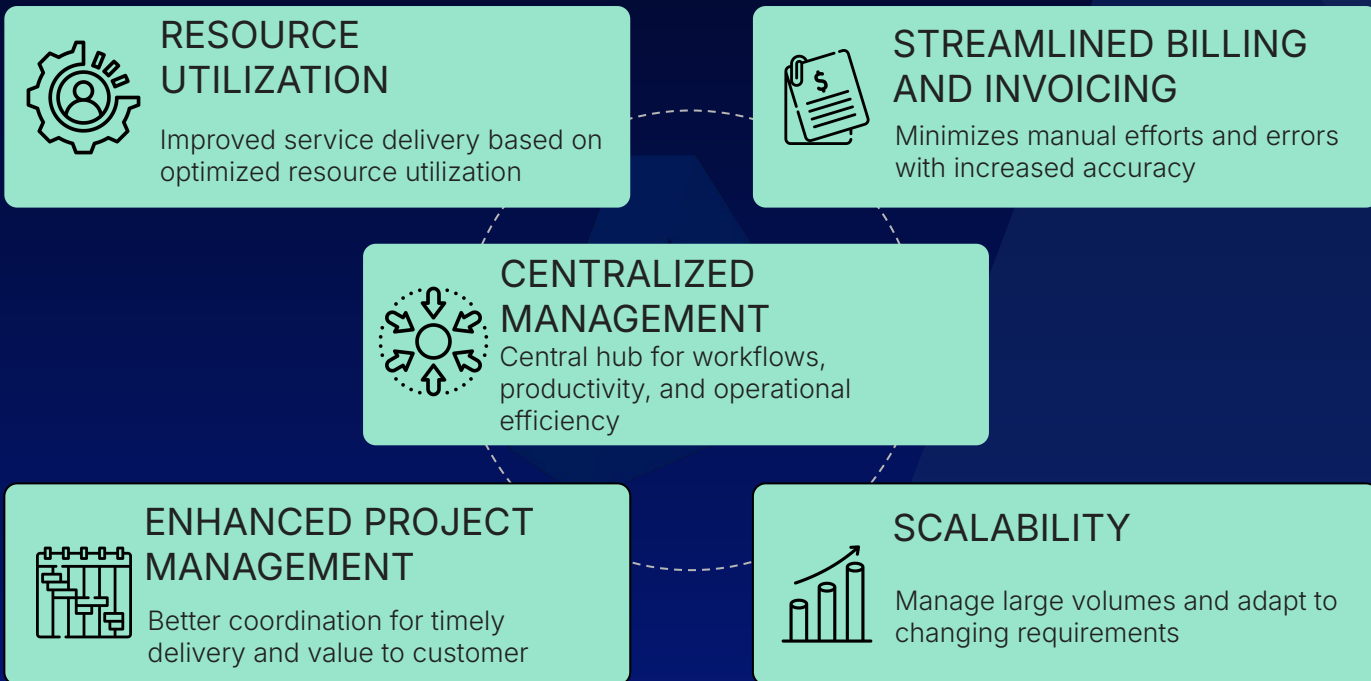 RESOURCE
UTILIZATION
Improved service delivery based on
optimized resource utilization
STREAMLINED BILLING
AND INVOICING
$
Minimizes manual efforts and errors
with increased accuracy
CENTRALIZED
MANAGEMENT
Central hub for workflows,
productivity, and operational
efficiency
ENHANCED PROJECT
MANAGEMENT
Better coordination for timely
delivery and value to customer
SCALABILITY
Manage large volumes and adapt to
changing requirements